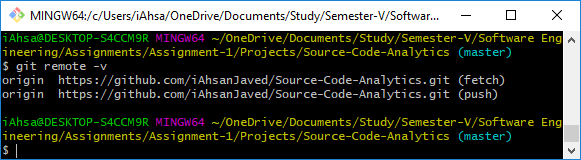 MINGW64:/c/Users/iAhsa/OneDrive/Documents/Study/Semester-V/Software...
iAhsa@DESKTOP-S4CCM9R MINGW64 ~/OneDrive/Documents/Study/Semester-V/Software Eng
ineering/Assignments/Assignment-1/Projects/Source-Code-Analytics (master)
$ git remote -v
origin  https://github.com/iAhsanJaved/Source-Code-Analytics.git (fetch)
origin  https://github.com/iAhsanJaved/Source-Code-Analytics.git (push)
iAhsa@DESKTOP-S4CCM9R MINGW64 ~/OneDrive/Documents/Study/Semester-V/Software Eng
ineering/Assignments/Assignment-1/Projects/Source-Code-Analytics (master)
$